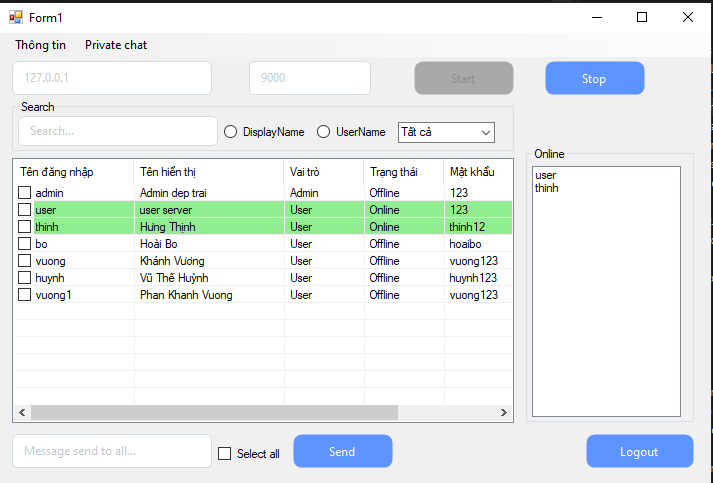 Form1
Thông tin Private chat
127.0.0.1 9000 Start Stop
Search
Search... DisplayName UserName Tất cả
Online
Tên đăng nhập Tên hiển thị Vai trò Trạng thái Mật khẩu
admin Admin dep trai Admin Offline 123
user user server User Online 123
thinh Hưng Thịnh User Online thinh12
bo Hoài Bo User Offline hoaibo
vuong Khánh Vương User Offline vuong123
huynh Vũ Thế Huỳnh User Offline huynh123
vuong1 Phan Khanh Vuong User Offline vuong123
user
thinh
Message send to all... Select all Send Logout